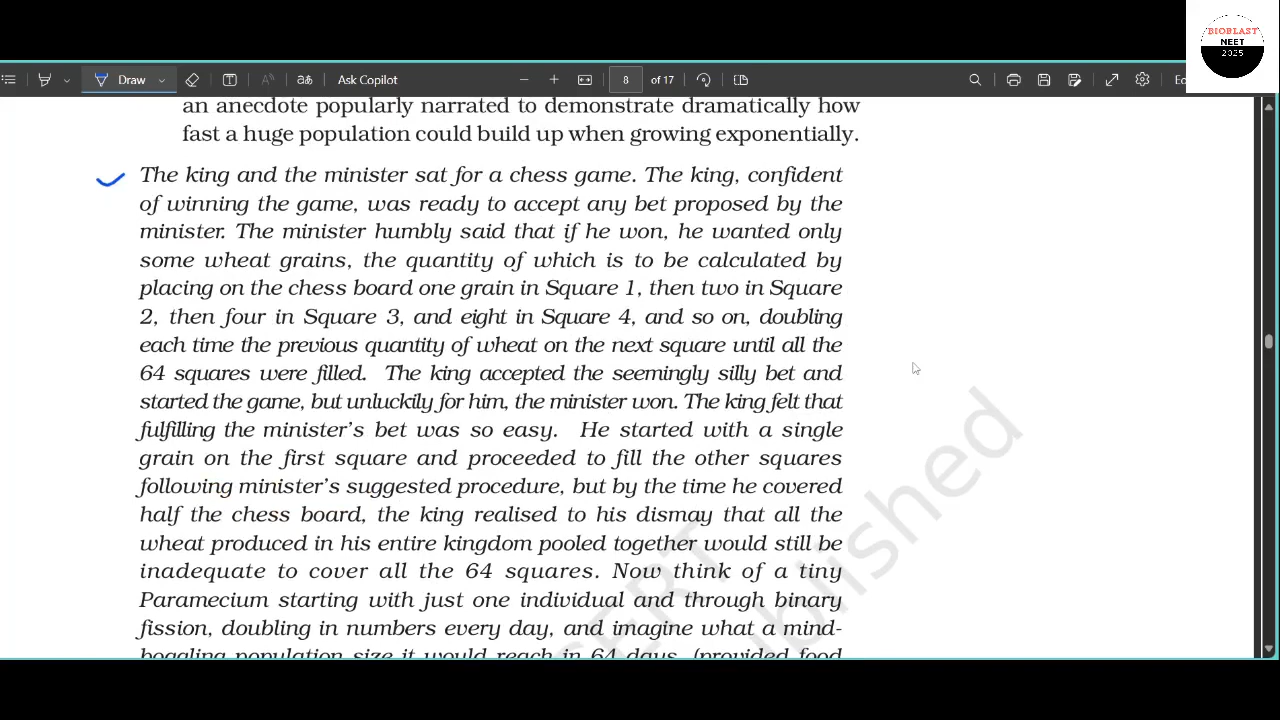 BIOBLAST
NEET
2025
Draw
Ask Copilot
8
of 17
an anecdote popularly narrated to demonstrate dramatically how
fast a huge population could build up when growing exponentially.
The king and the minister sat for a chess game. The king, confident
of winning the game, was ready to accept any bet proposed by the
minister. The minister humbly said that if he won, he wanted only
some wheat grains, the quantity of which is to be calculated by
placing on the chess board one grain in Square 1, then two in Square
2, then four in Square 3, and eight in Square 4, and so on, doubling
each time the previous quantity of wheat on the next square until all the
64 squares were filled. The king accepted the seemingly silly bet and
started the game, but unluckily for him, the minister won. The king felt that
fulfilling the minister's bet was so easy. He started with a single
grain on the first square and proceeded to fill the other squares
following minister's suggested procedure, but by the time he covered
half the chess board, the king realised to his dismay that all the
wheat produced in his entire kingdom pooled together would still be
inadequate to cover all the 64 squares. Now think of a tiny
Paramecium starting with just one individual and through binary
fission, doubling in numbers every day, and imagine what a mind-
boggling population size it would reach in 64 days. (provided food